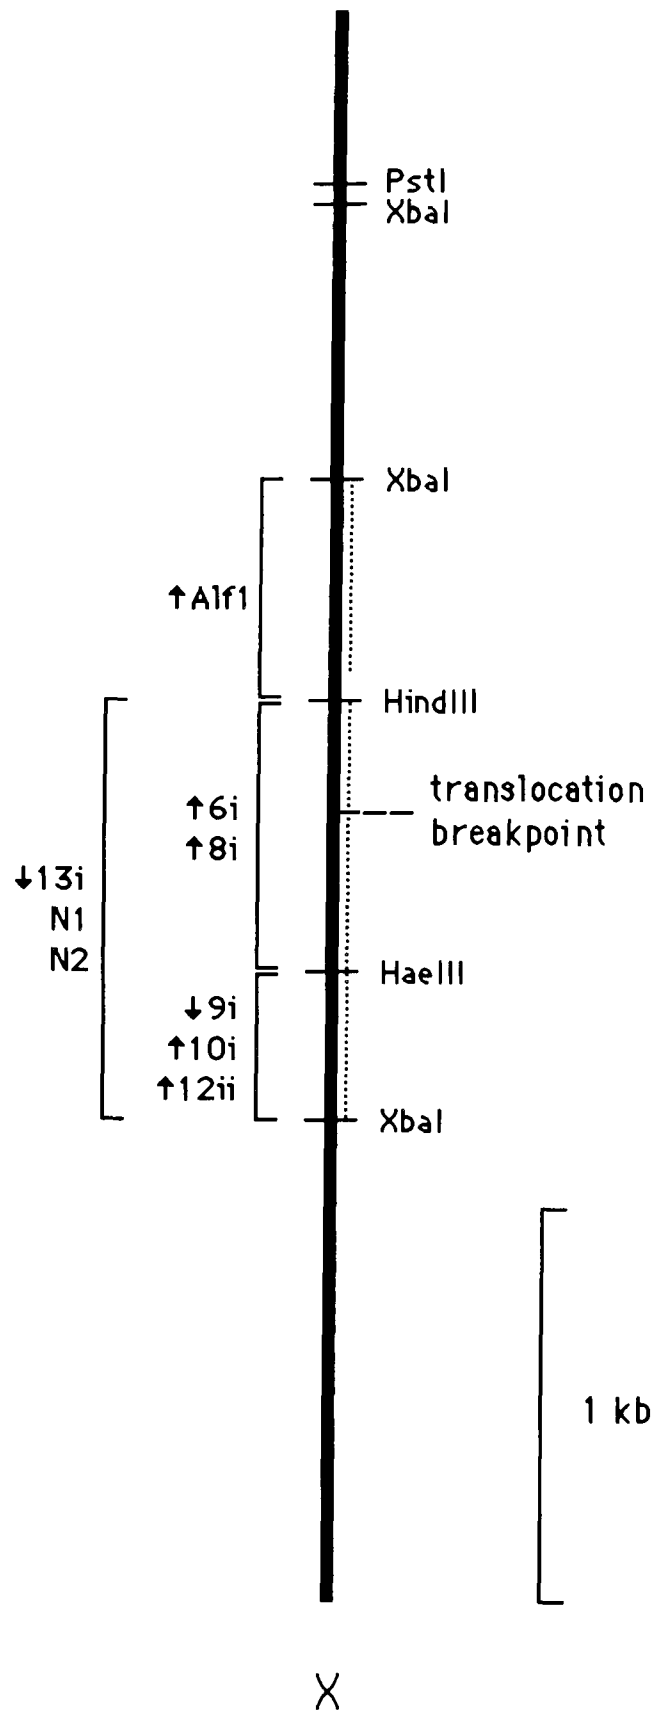 PstI
XbaI
XbaI
↑Alf1
HindIII
translocation
breakpoint
↑6i
↑8i
↓13i
N1
N2
HaeIII
↓9i
↑10i
↑12ii
XbaI
1 kb
X